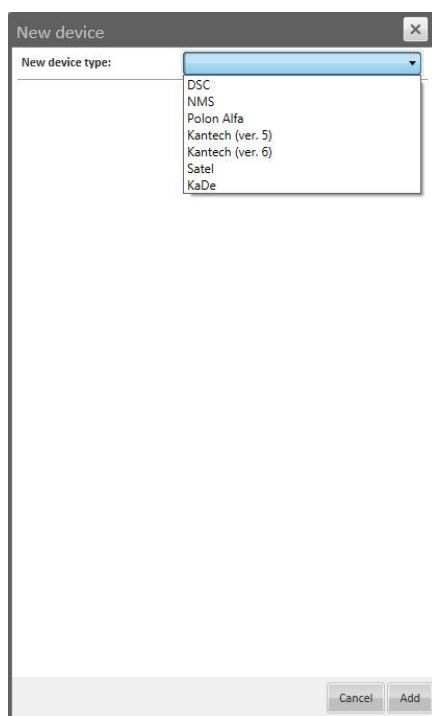 New device
New device type:
DSC
NMS
Polon Alfa
Kantech (ver. 5)
Kantech (ver. 6)
Satel
KaDe
Cancel Add